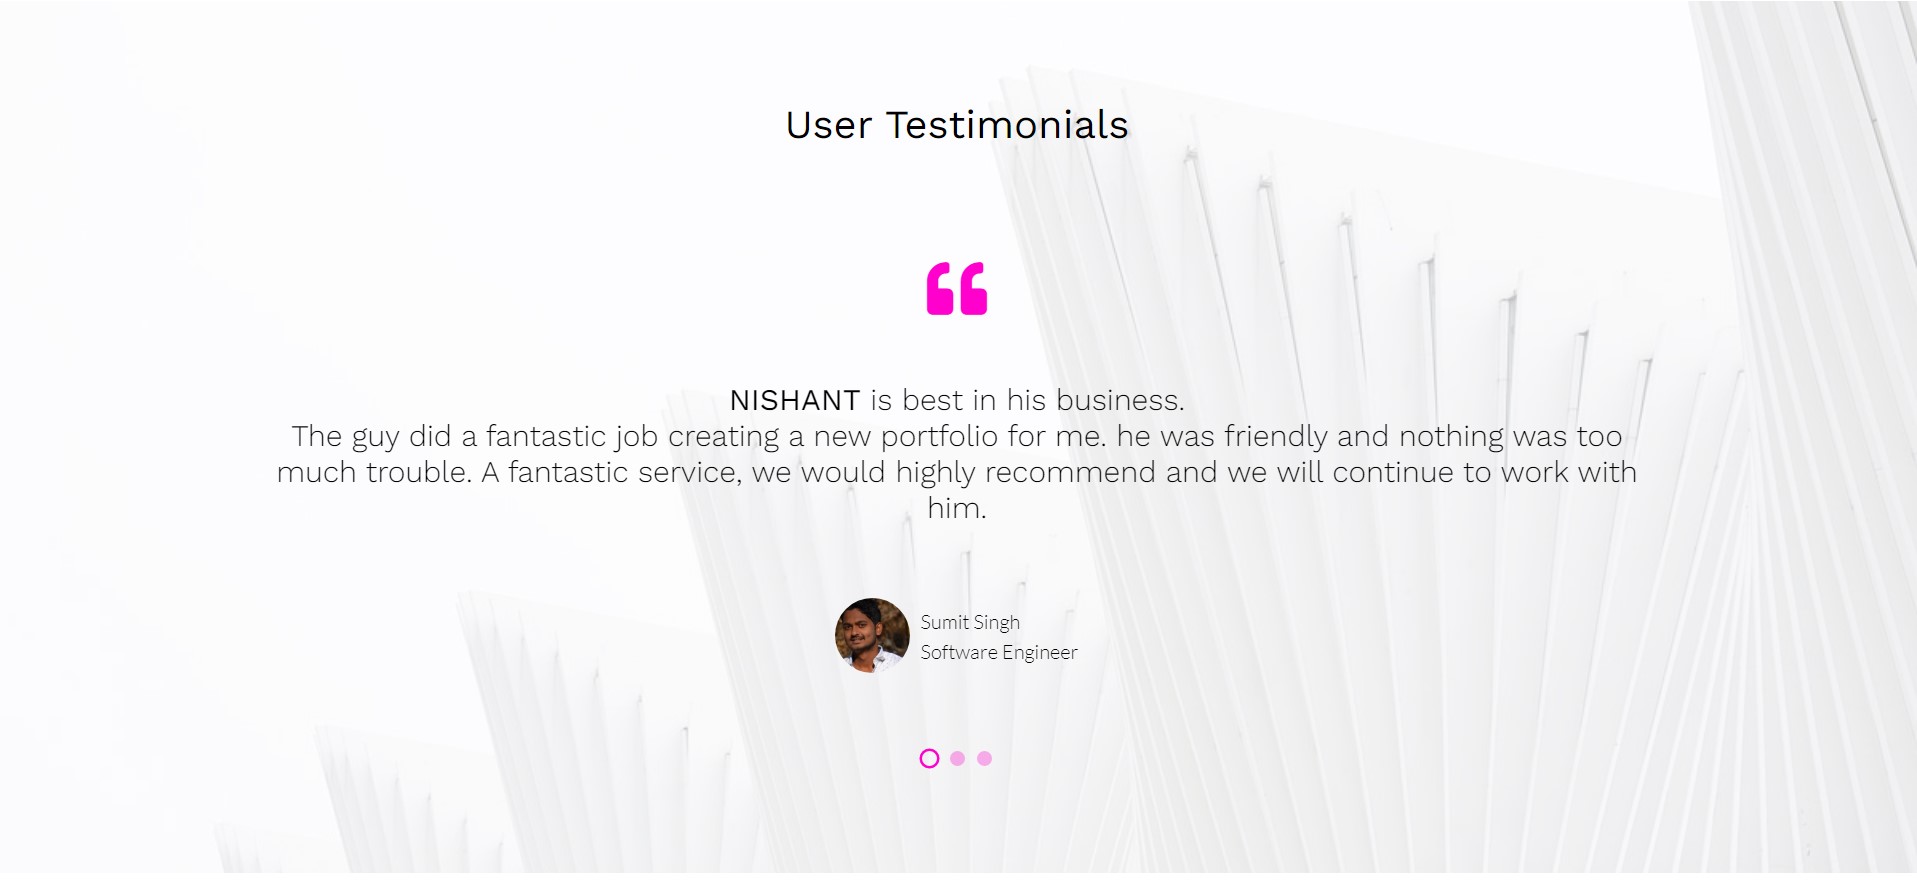 User Testimonials
NISHANT is best in his business.
The guy did a fantastic job creating a new portfolio for me. he was friendly and nothing was too
much trouble. A fantastic service, we would highly recommend and we will continue to work with
him.
Sumit Singh
Software Engineer